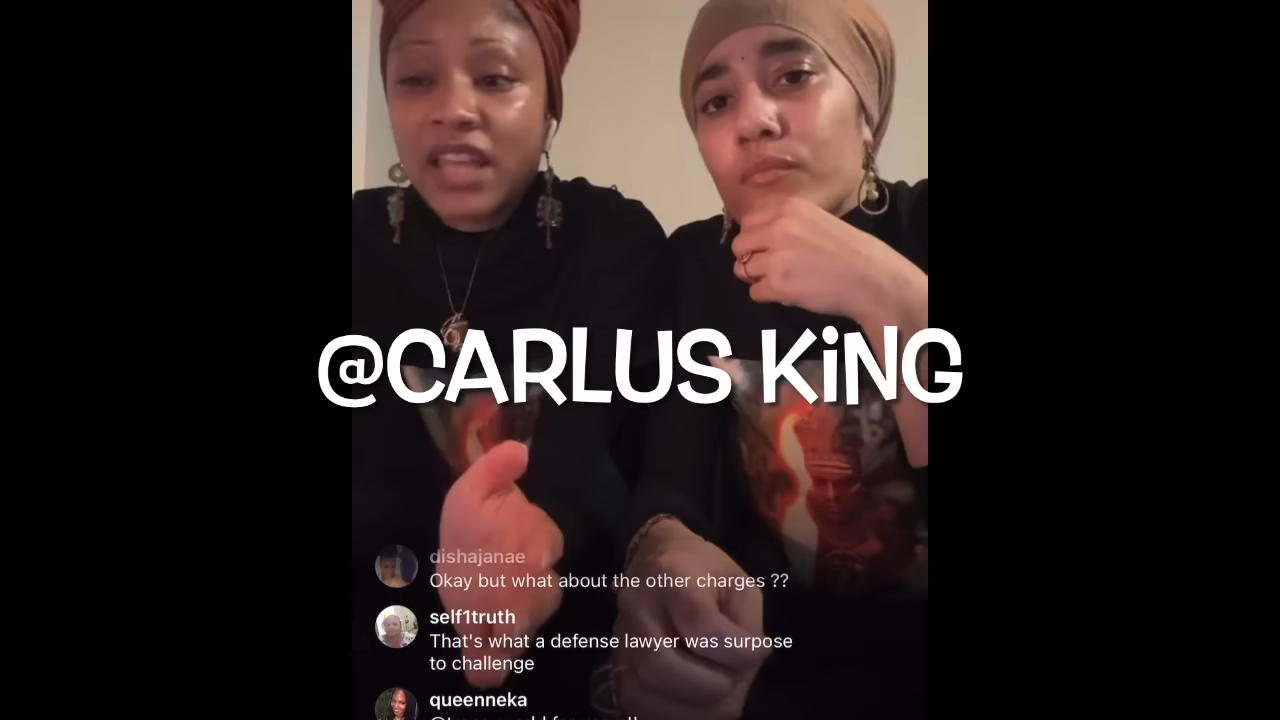 @CARLUS KiNG
dishajanae
Okay but what about the other charges ??
self1truth
That's what a defense lawyer was surpose
to challenge
queenneka